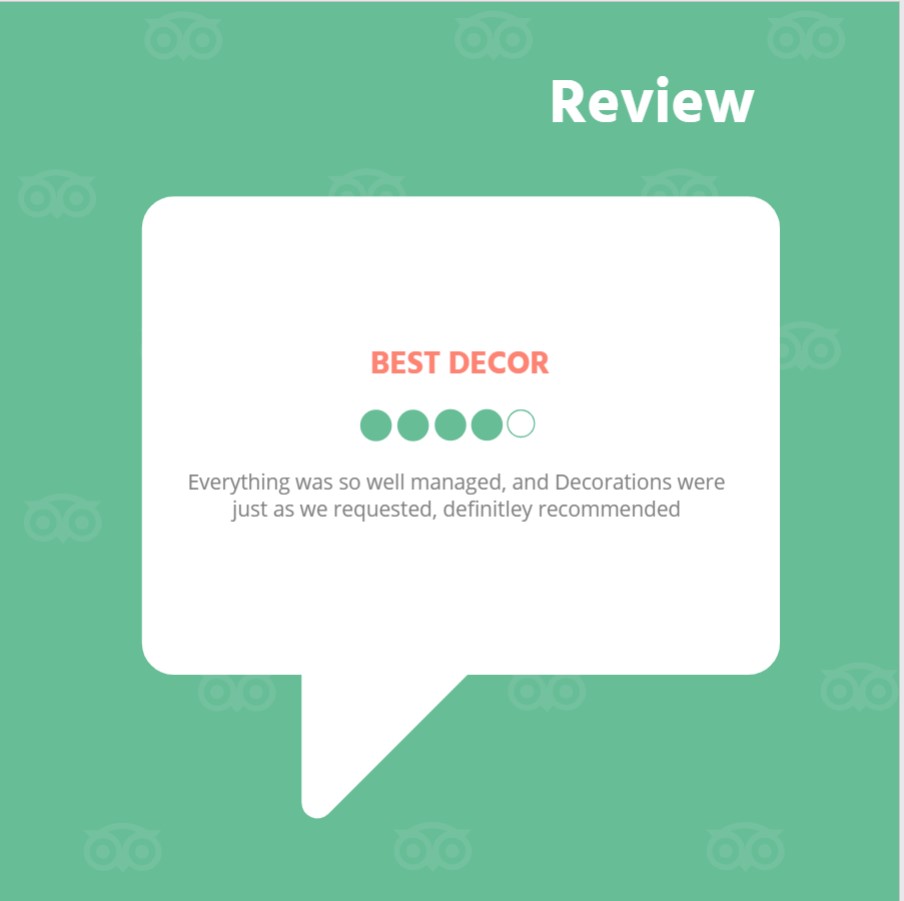 Review
BEST DECOR
Everything was so well managed, and Decorations were
just as we requested, definitley recommended